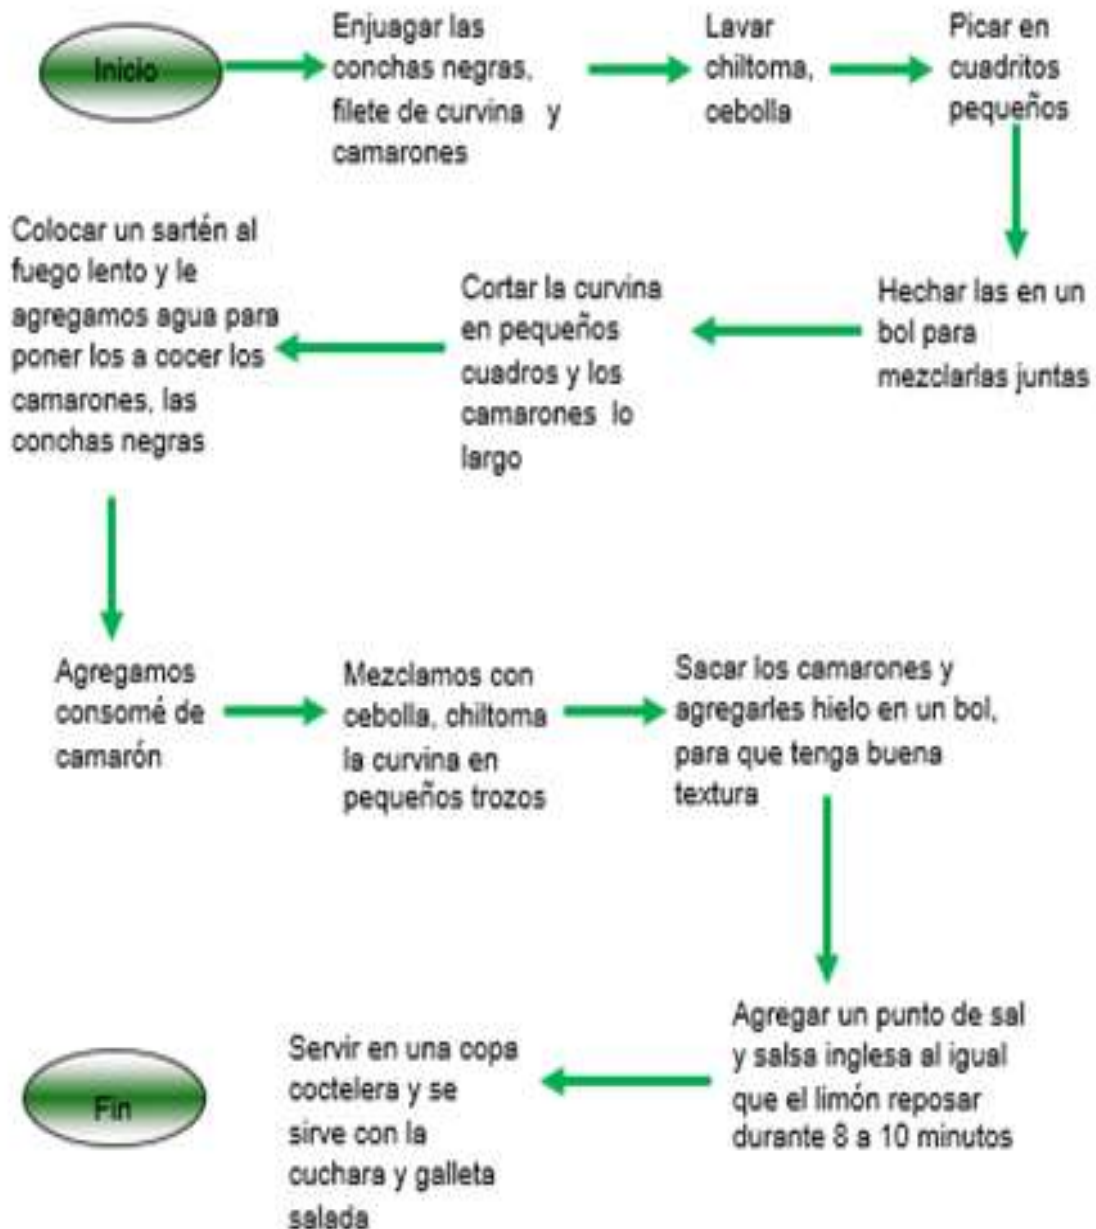 Inicio
Enjuagar las
conchas negras,
filete de curvina y
camarones
Lavar
chiltoma,
cebolla
Picar en
cuadritos
pequeños
Hechar las en un
bol para
mezclarlas juntas
Cortar la curvina
en pequeños
cuadros y los
camarones lo
largo
Colocar un sartén al
fuego lento y le
agregamos agua para
poner los a cocer los
camarones, las
conchas negras
Agregamos
consomé de
camarón
Mezclamos con
cebolla, chiltoma
la curvina en
pequeños trozos
Sacar los camarones y
agregarles hielo en un bol,
para que tenga buena
textura
Agregar un punto de sal
y salsa inglesa al igual
que el limón reposar
durante 8 a 10 minutos
Servir en una copa
coctelera y se
sirve con la
cuchara y galleta
salada
Fin